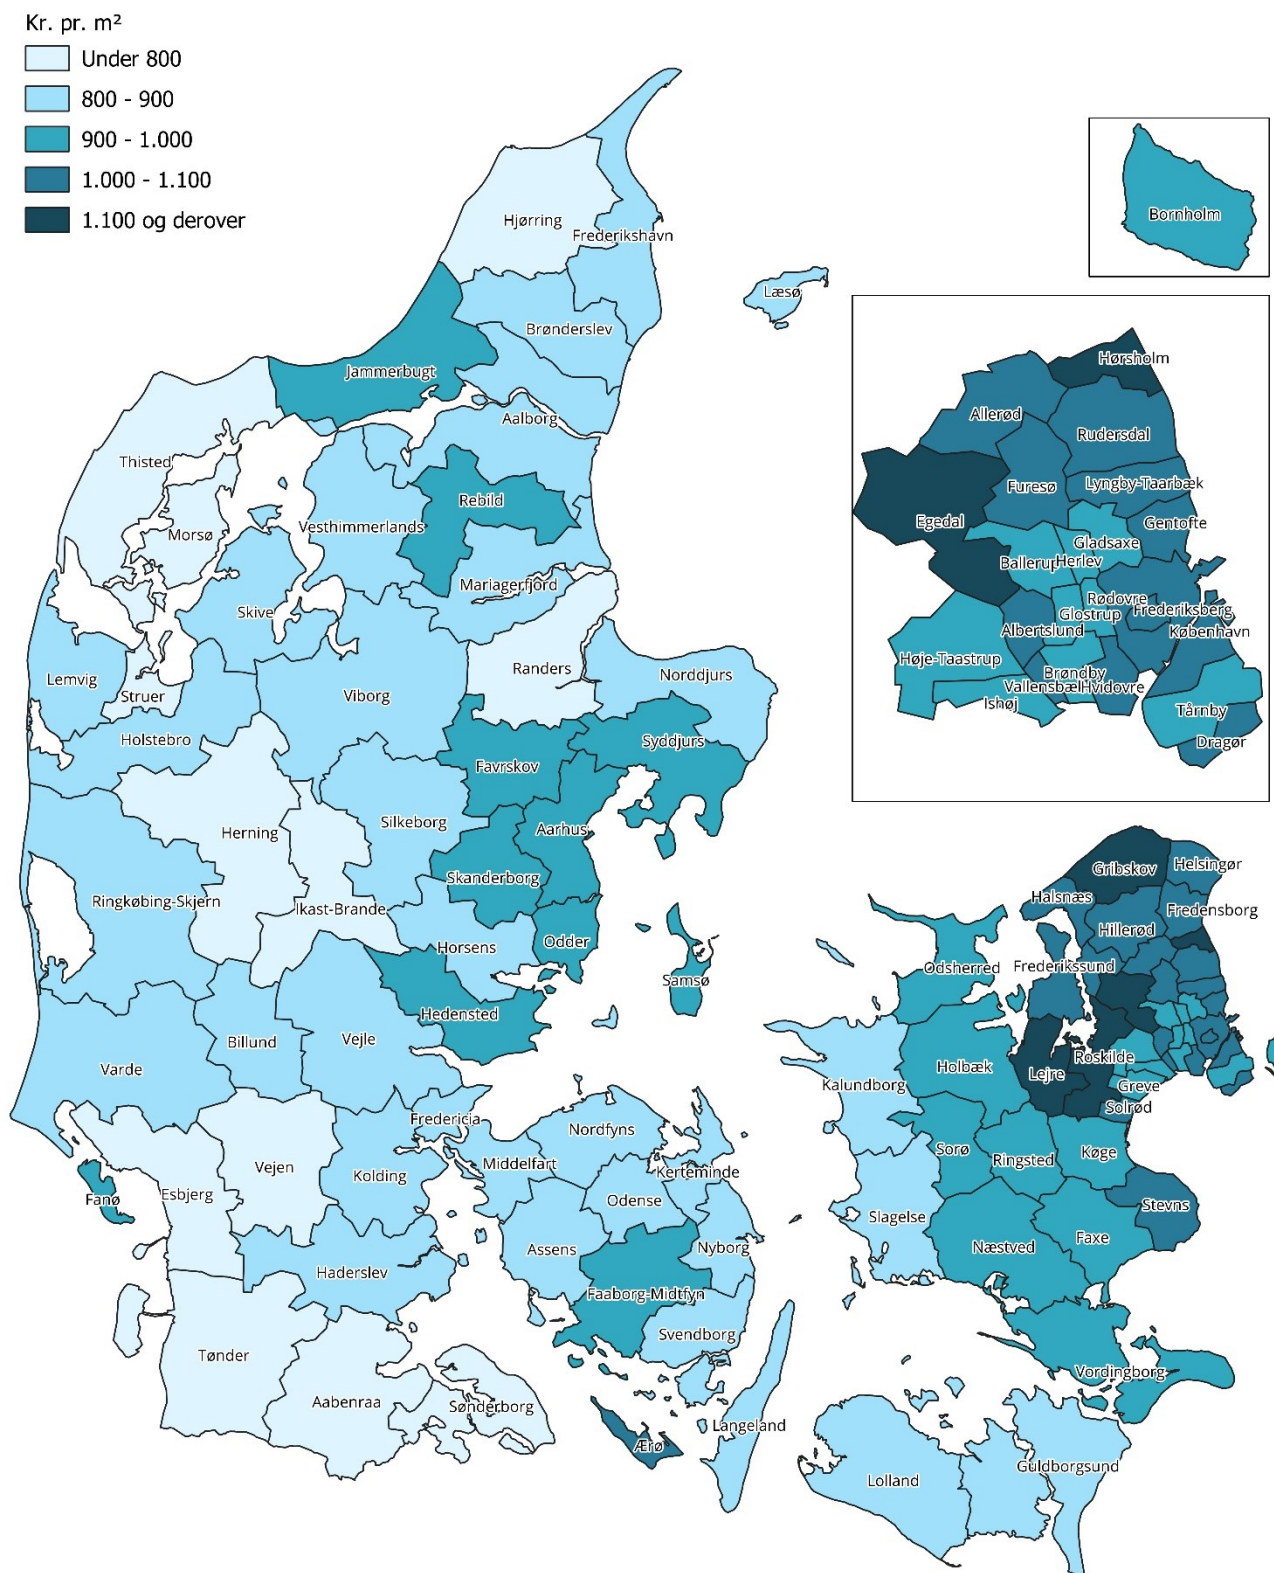 Kr. pr. m²
Under 800
800 - 900
900 - 1.000
1.000 - 1.100
1.100 og derover
Hjørring
Frederikshavn
Læsø
Brønderslev
Jammerbugt
Aalborg
Thisted
Rebild
Morsø
Vesthimmerlands
Mariagerfjord
Skive
Randers
Norddjurs
Lemvig
Struer
Viborg
Holstebro
Syddjurs
Favrskov
Silkeborg
Aarhus
Herning
Skanderborg
Ringkøbing-Skjern
Ikast-Brande
Horsens
Odder
Samsø
Hedensted
Billund
Vejle
Varde
Fredericia
Nordfyns
Middelfart
Kerteminde
Vejen
Kolding
Odense
Esbjerg
Fanø
Assens
Nyborg
Haderslev
Faaborg-Midtfyn
Svendborg
Tønder
Aabenraa
Sønderborg
Langeland
Ærø
Bornholm
Hørsholm
Allerød
Rudersdal
Furesø
Lyngby-Taarbæk
Egedal
Gentofte
Gladsaxe
Ballerup
Herlev
Rødovre
Glostrup
Frederiksberg
Albertslund
København
Høje-Taastrup
Brøndby
Vallensbæk
Hvidovre
Ishøj
Tårnby
Dragør
Gribskov
Helsingør
Halsnæs
Fredensborg
Hillerød
Odsherred
Frederikssund
Roskilde
Holbæk
Lejre
Kalundborg
Greve
Solrød
Sorø
Ringsted
Køge
Slagelse
Stevns
Næstved
Faxe
Vordingborg
Guldborgsund
Lolland